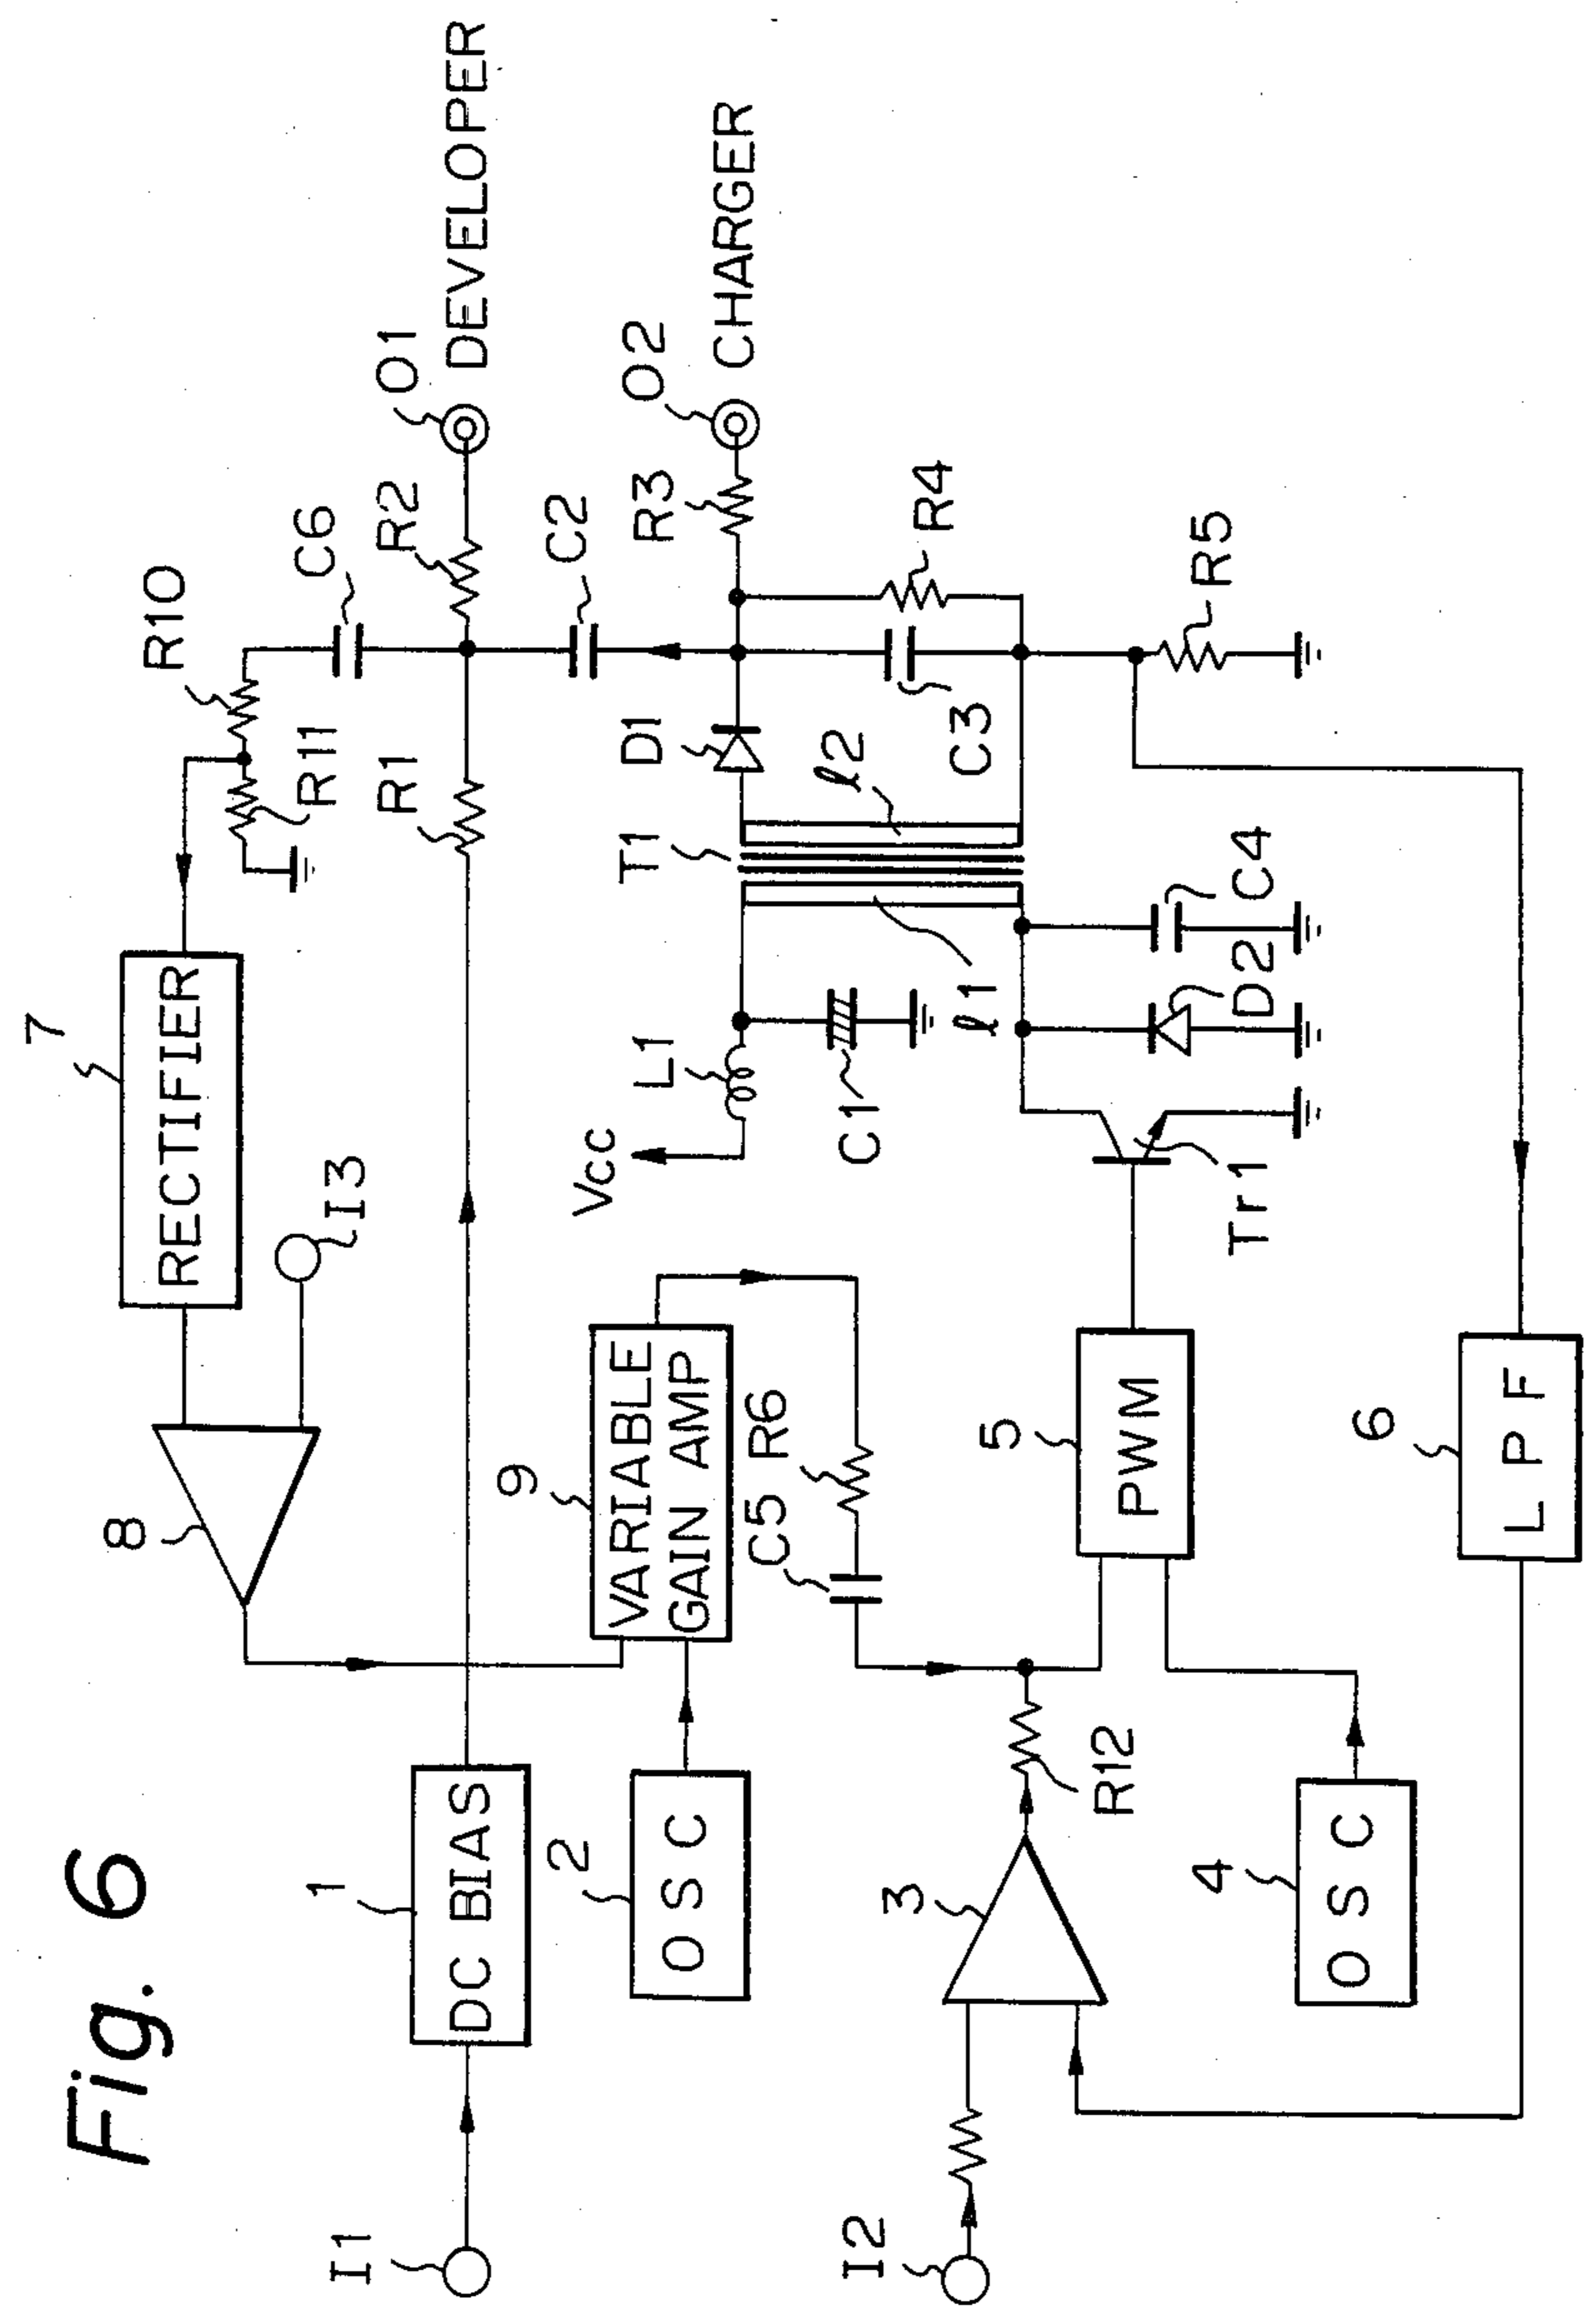 Fig. 6
7
RECTIFIER
R10
C6
R11
I3
8
O1
R2
DEVELOPER
R1
I1
1
DC BIAS
C2
O2
R3
CHARGER
D1
T1
ℓ2
L1
Vcc
9
VARIABLE
GAIN AMP
2
OSC
C5
R6
C1
ℓ1
C3
R4
R5
C4
D2
Tr1
I2
3
R12
5
PWM
4
OSC
6
LPF